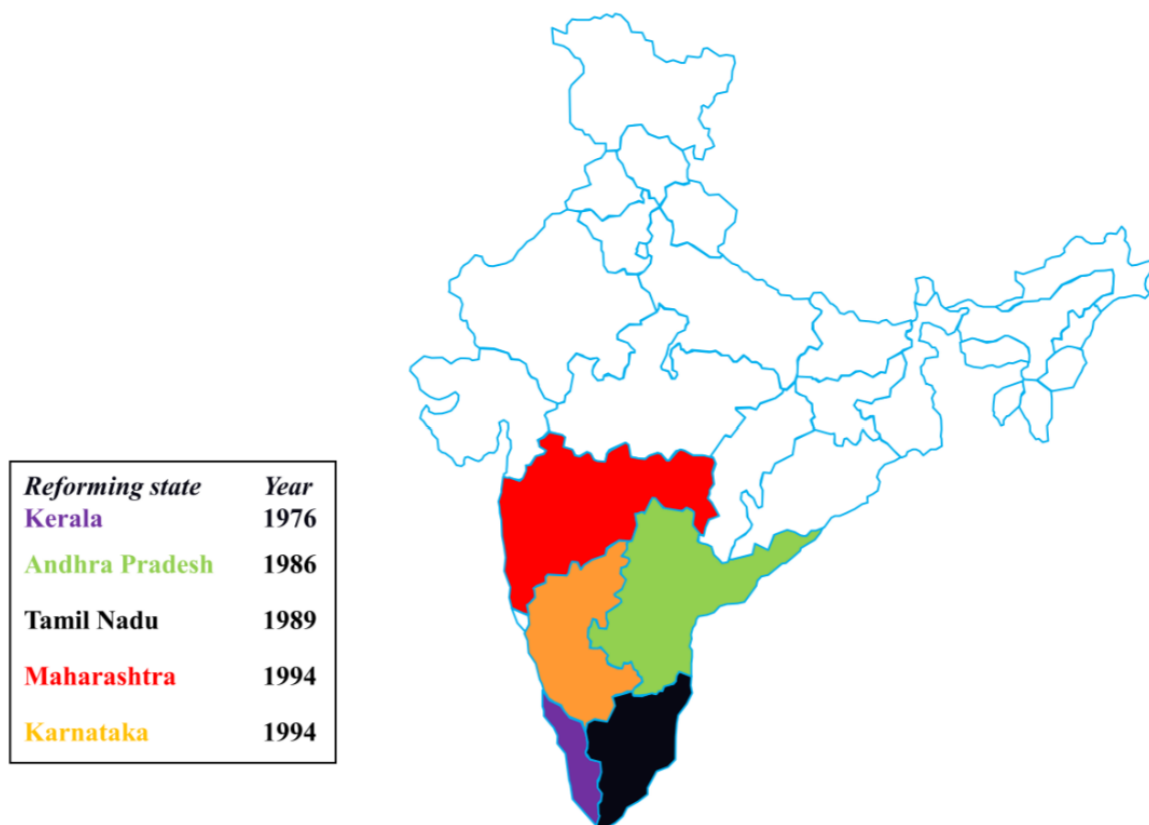 Reforming state Year
Kerala 1976
Andhra Pradesh 1986
Tamil Nadu 1989
Maharashtra 1994
Karnataka 1994